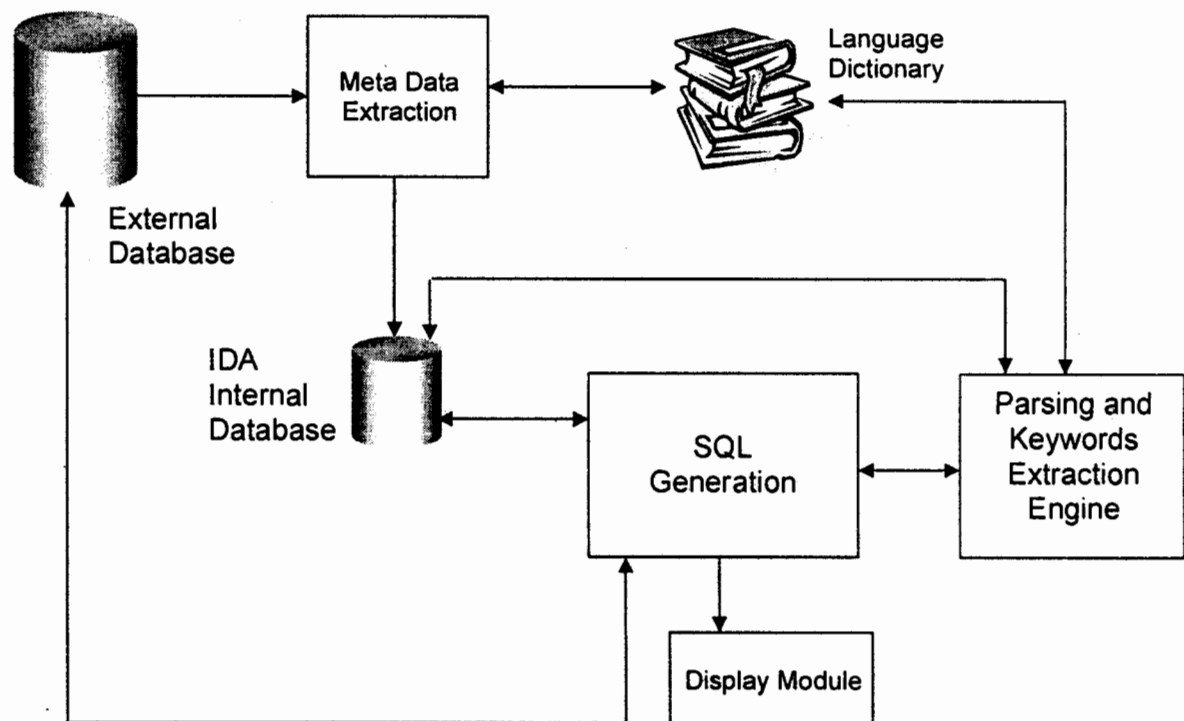 Meta Data
Extraction
Language
Dictionary
External
Database
IDA
Internal
Database
SQL
Generation
Parsing and
Keywords
Extraction
Engine
Display Module